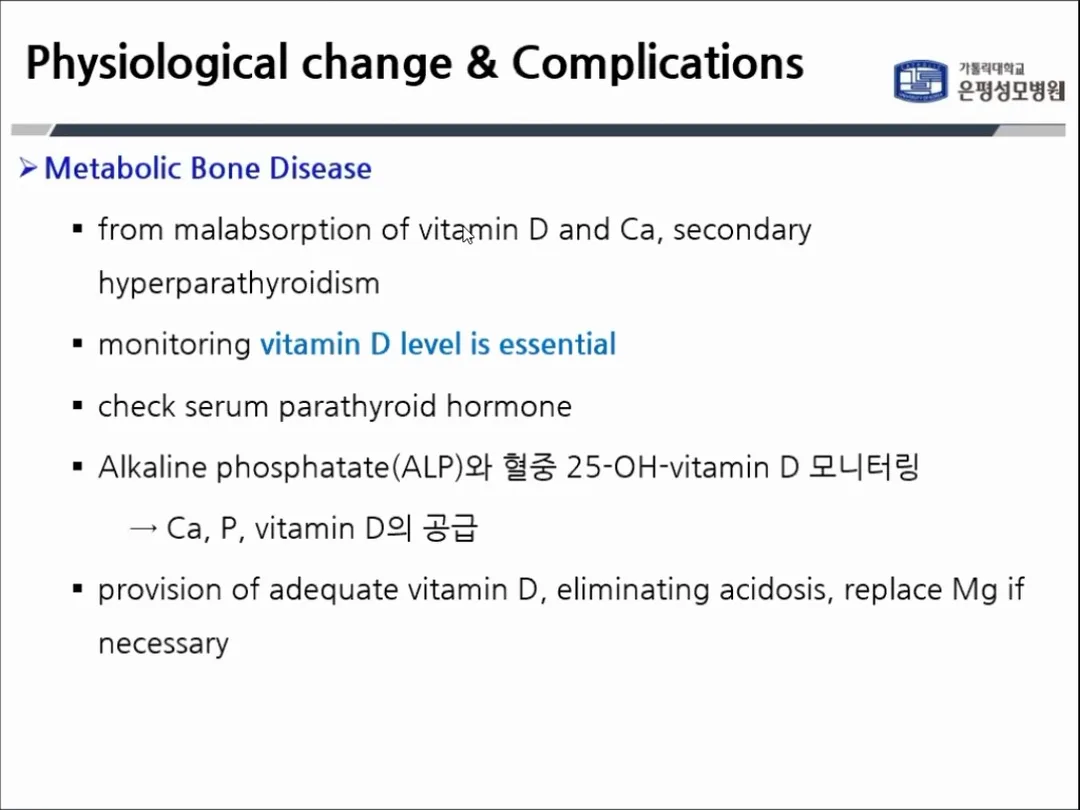 Physiological change & Complications
가톨릭대학교
은평성모병원
➢ Metabolic Bone Disease
▪ from malabsorption of vitamin D and Ca, secondary
hyperparathyroidism
▪ monitoring vitamin D level is essential
▪ check serum parathyroid hormone
▪ Alkaline phosphatate(ALP)와 혈중 25-OH-vitamin D 모니터링
→ Ca, P, vitamin D의 공급
▪ provision of adequate vitamin D, eliminating acidosis, replace Mg if
necessary